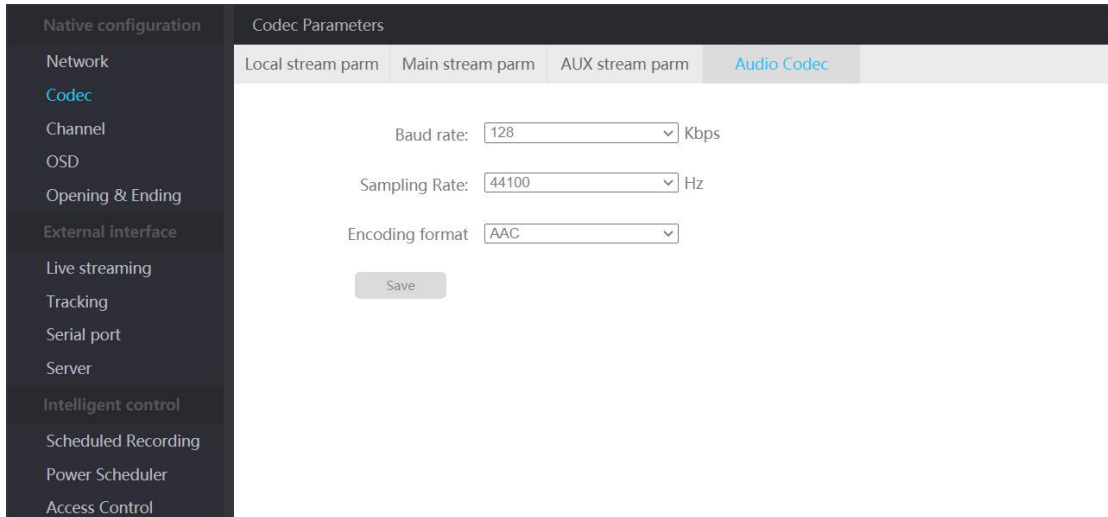 Native configuration
Network
Codec
Channel
OSD
Opening & Ending
External interface
Live streaming
Tracking
Serial port
Server
Intelligent control
Scheduled Recording
Power Scheduler
Access Control
Codec Parameters
Local stream parm Main stream parm AUX stream parm Audio Codec
Baud rate: 128 Kbps
Sampling Rate: 44100 Hz
Encoding format AAC
Save